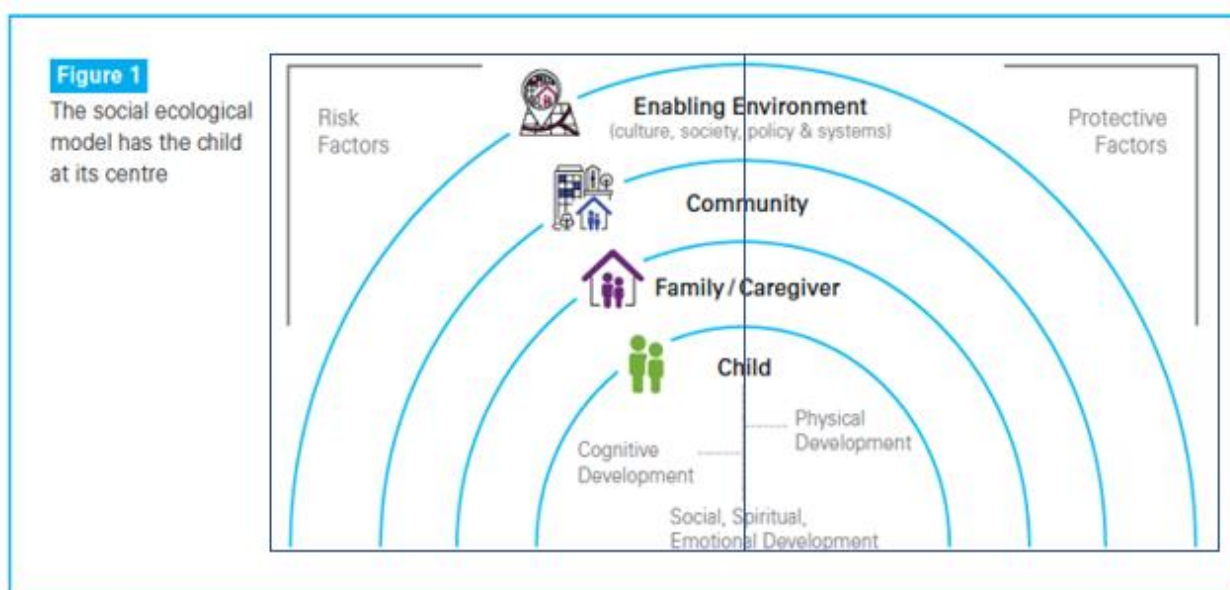 Figure 1
The social ecological
model has the child
at its centre
Risk
Factors
Enabling Environment
(culture, society, policy & systems)
Protective
Factors
Community
Family/Caregiver
Child
Physical
Development
Cognitive
Development
Social, Spiritual,
Emotional Development